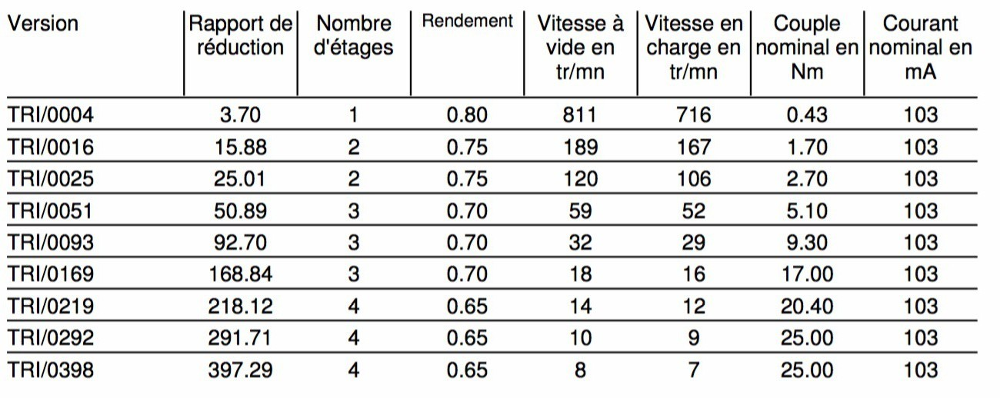 Version Rapport de réduction Nombre d'étages Rendement Vitesse à vide en tr/mn Vitesse en charge en tr/mn Couple nominal en Nm Courant nominal en mA
TRI/0004 3.70 1 0.80 811 716 0.43 103
TRI/0016 15.88 2 0.75 189 167 1.70 103
TRI/0025 25.01 2 0.75 120 106 2.70 103
TRI/0051 50.89 3 0.70 59 52 5.10 103
TRI/0093 92.70 3 0.70 32 29 9.30 103
TRI/0169 168.84 3 0.70 18 16 17.00 103
TRI/0219 218.12 4 0.65 14 12 20.40 103
TRI/0292 291.71 4 0.65 10 9 25.00 103
TRI/0398 397.29 4 0.65 8 7 25.00 103